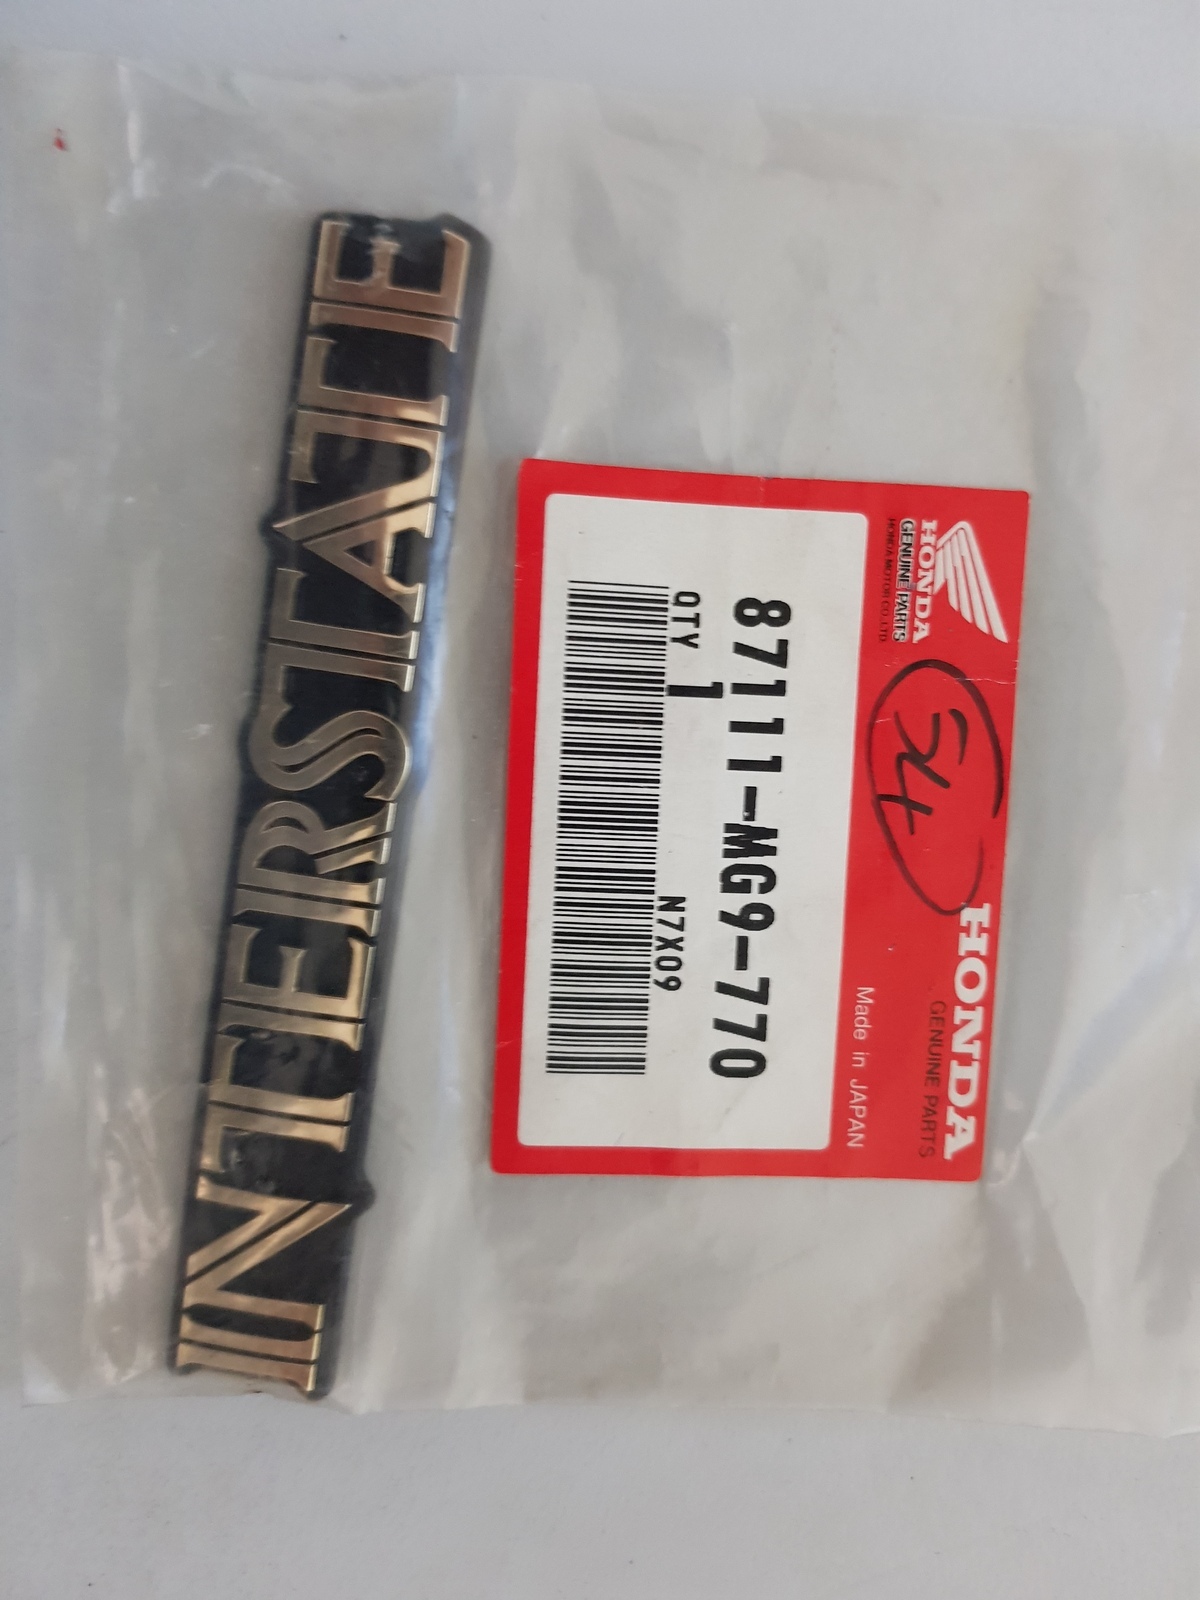 INTERSTATE
HONDA
GENUINE PARTS
HONDA MOTOR CO., LTD.
54
HONDA
GENUINE PARTS
Made in JAPAN
87111-MG9-770
QTY 1 N7X09